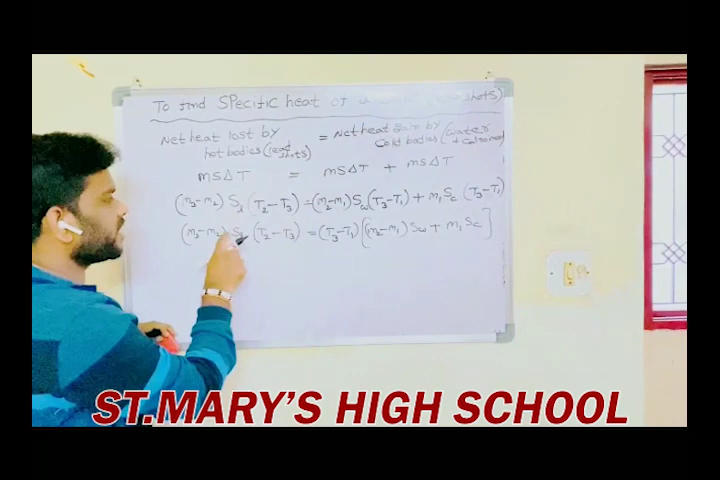 To find Specific heat of a shots)
Net heat lost by = Net heat gain by
hot bodies (lead shots) cold bodies (water +
msΔT = msΔT + msΔT
(m₃-m₂) Sₗ (T₂-T₃) = (m₂-m₁) Sw (T₃-T₁) + m₁ Sc (T₃-T₁)
(m₃-m₂) Sₗ (T₂-T₃) = (T₃-T₁) [(m₂-m₁) Sw + m₁ Sc]
ST.MARY'S HIGH SCHOOL